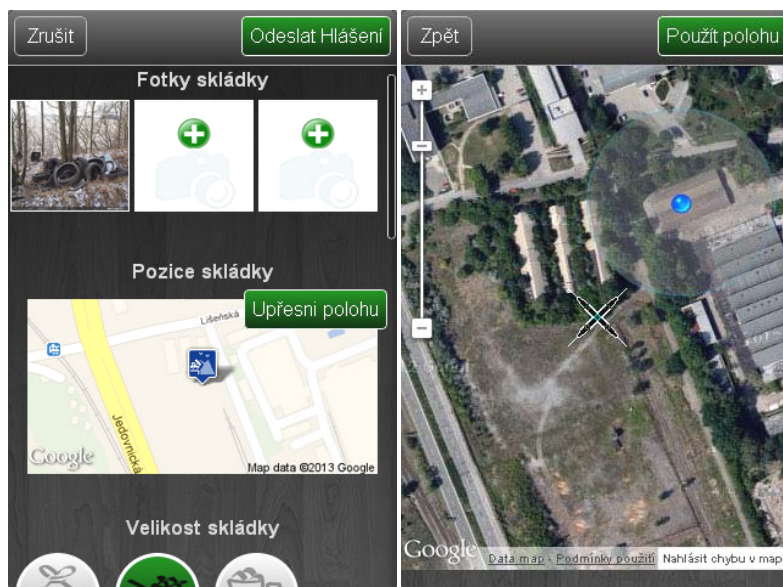 Zrušit
Odeslat Hlášení
Fotky skládky
Pozice skládky
Upřesni polohu
Lišeňská
Jedovnická
Google
Map data ©2013 Google
Velikost skládky
Zpět
Použít polohu
Google
Data map - Podmínky použití
Nahlásit chybu v map